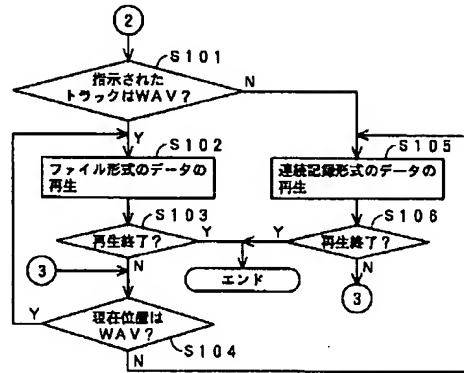 2
S101
指示された
トラックはWAV?
N
Y
S102
S105
ファイル形式のデータの
再生
連続記録形式のデータの
再生
S103
S106
再生終了?
Y
Y
再生終了?
3
N
エンド
N
3
Y
現在位置は
WAV?
N
S104